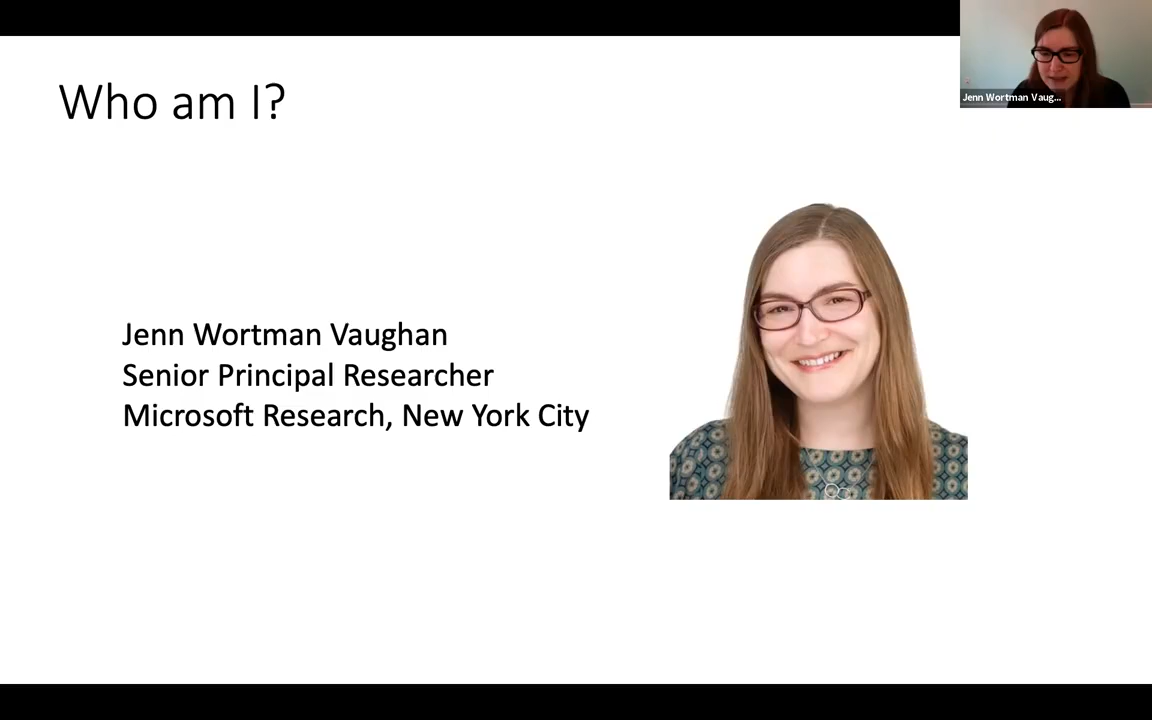 Who am I?
Jenn Wortman Vaug...
Jenn Wortman Vaughan
Senior Principal Researcher
Microsoft Research, New York City